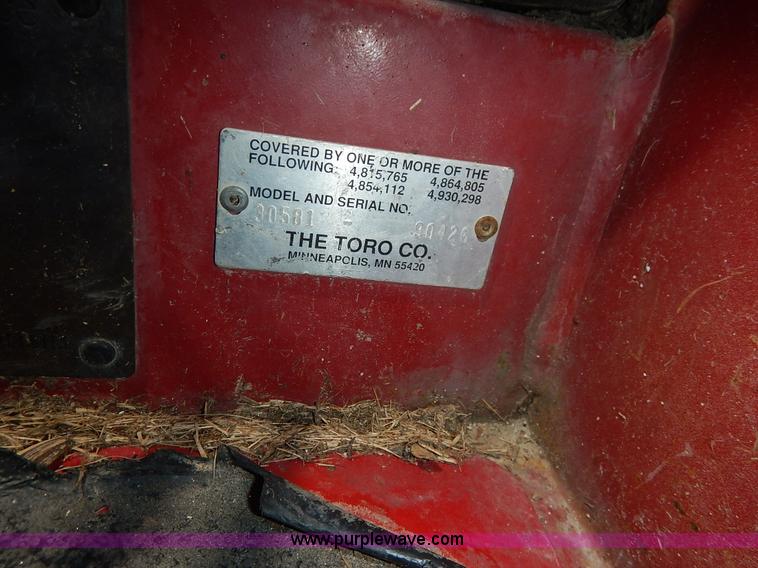 COVERED BY ONE OR MORE OF THE
FOLLOWING: 4,815,765 4,864,805
4,854,112 4,930,298
MODEL AND SERIAL NO.
30581
THE TORO CO.
MINNEAPOLIS, MN 55420
www.purplewave.com